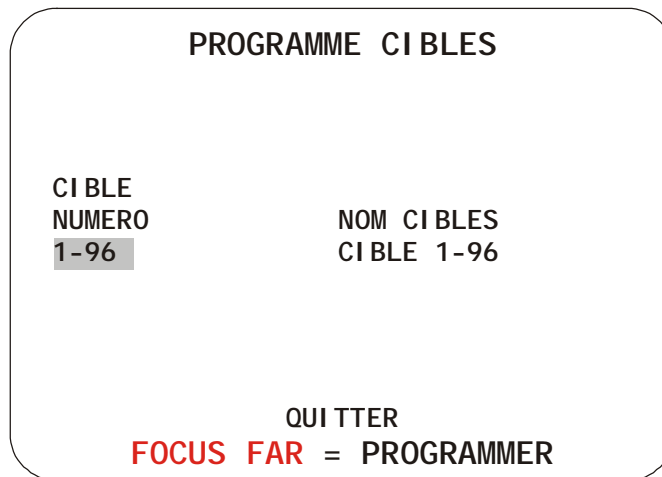 PROGRAMME CIBLES
CIBLE
NUMERO NOM CIBLES
1-96 CIBLE 1-96
QUITTER
FOCUS FAR = PROGRAMMER